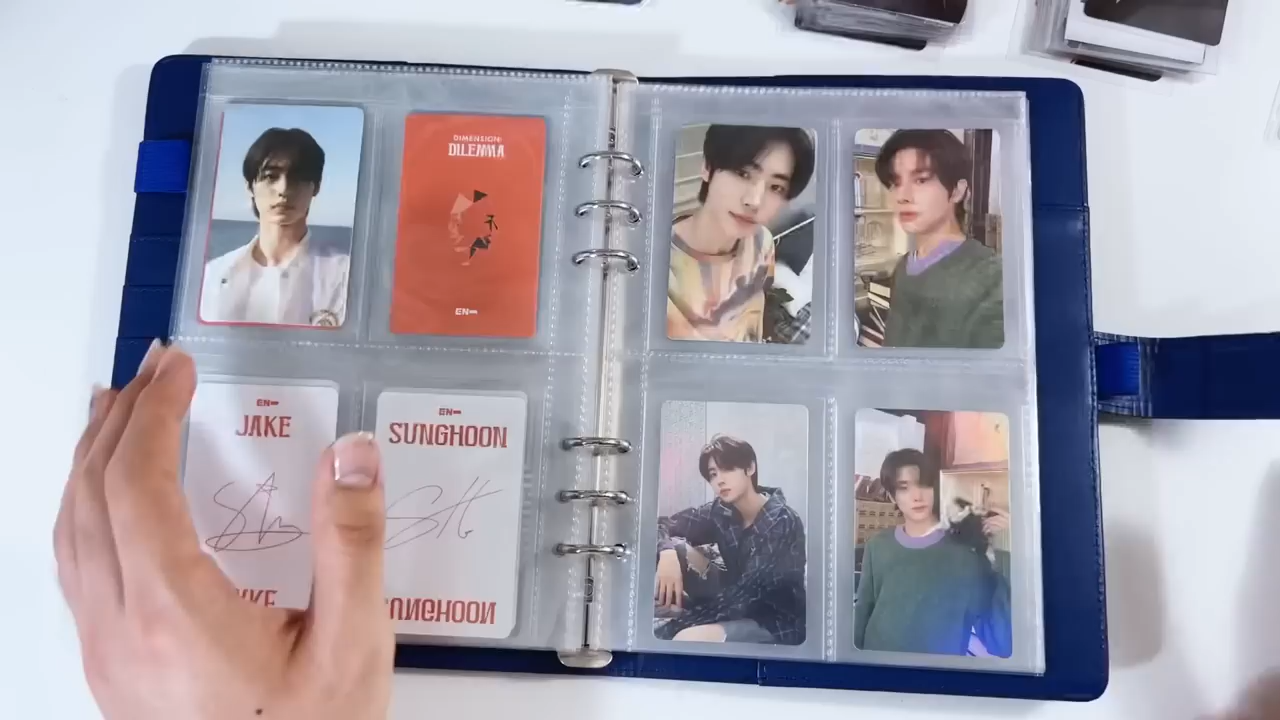 DIMENSION:
DILEMMA
EN-
EN-
JAKE
EN-
SUNGHOON
SUNGHOON